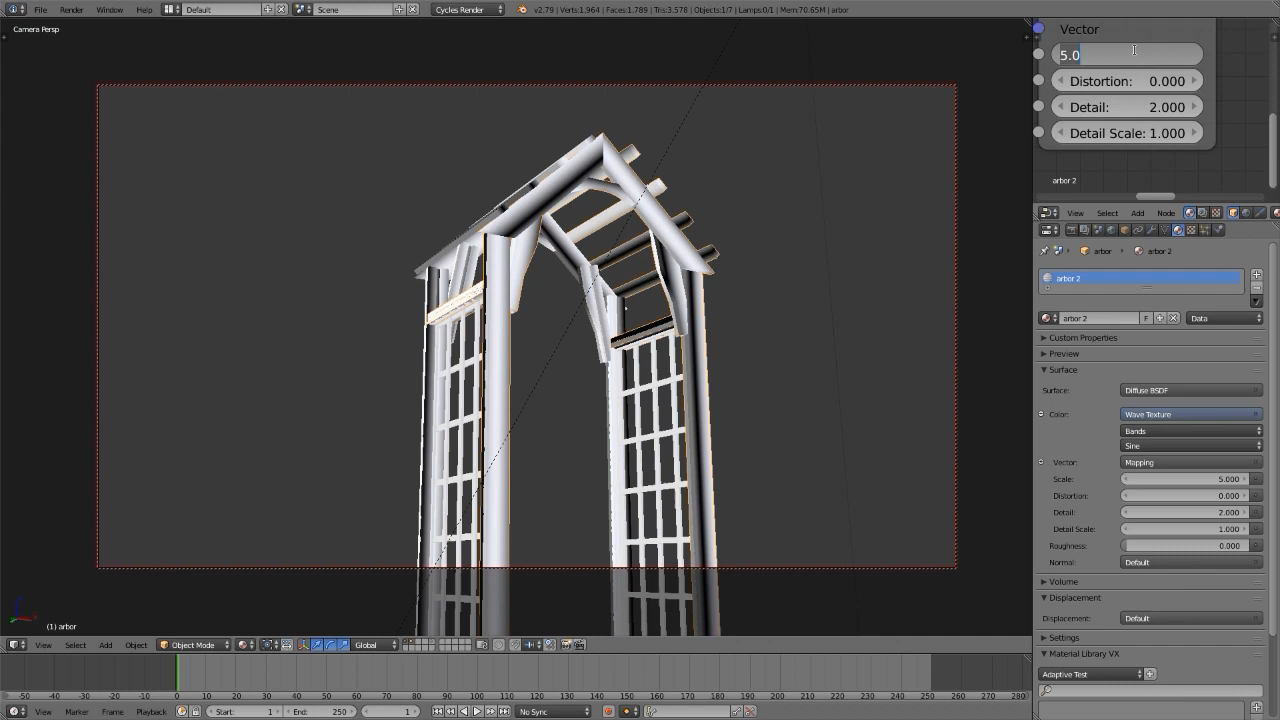 File Render Window Help Default Scene Cycles Render v2.79 | Verts:1,964 | Faces:1,789 | Tris:3,578 | Objects:1/7 | Lamps:0/1 | Mem:70.65M | arbor
Camera Persp
Vector
5.0
Distortion: 0.000
Detail: 2.000
Detail Scale: 1.000
arbor 2
View Select Add Node
arbor arbor 2
arbor 2
arbor 2 F Data
Custom Properties
Preview
Surface
Surface: Diffuse BSDF
Color: Wave Texture
Bands
Sine
Vector: Mapping
Scale: 5.000
Distortion: 0.000
Detail: 2.000
Detail Scale: 1.000
Roughness: 0.000
Normal: Default
Volume
Displacement
Displacement: Default
Settings
Material Library VX
Adaptive Test
(1) arbor
View Select Add Object Object Mode Global
-50 -40 -30 -20 -10 0 10 20 30 40 50 60 70 80 90 100 110 120 130 140 150 160 170 180 190 200 210 220 230 240 250 260 270 280
View Marker Frame Playback Start: 1 End: 250 1 No Sync